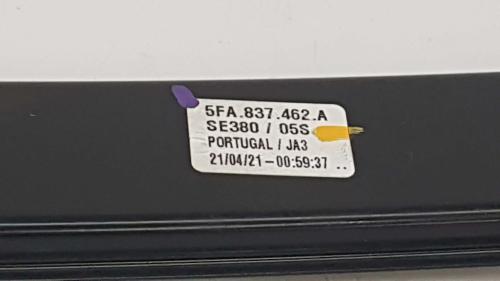 5FA.837.462.A
SE380 / 05S
PORTUGAL / JA3
21/04/21-00:59:37 ..